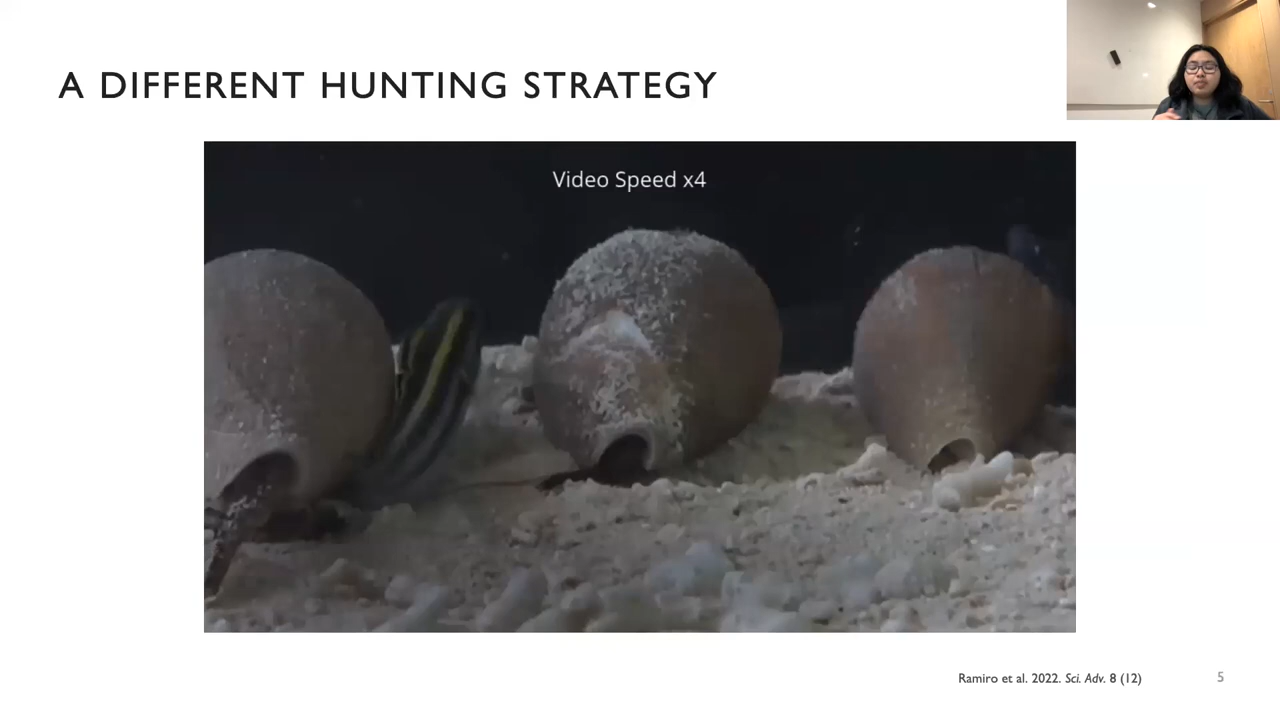 A DIFFERENT HUNTING STRATEGY
Video Speed x4
Ramiro et al. 2022. Sci. Adv. 8 (12)
5